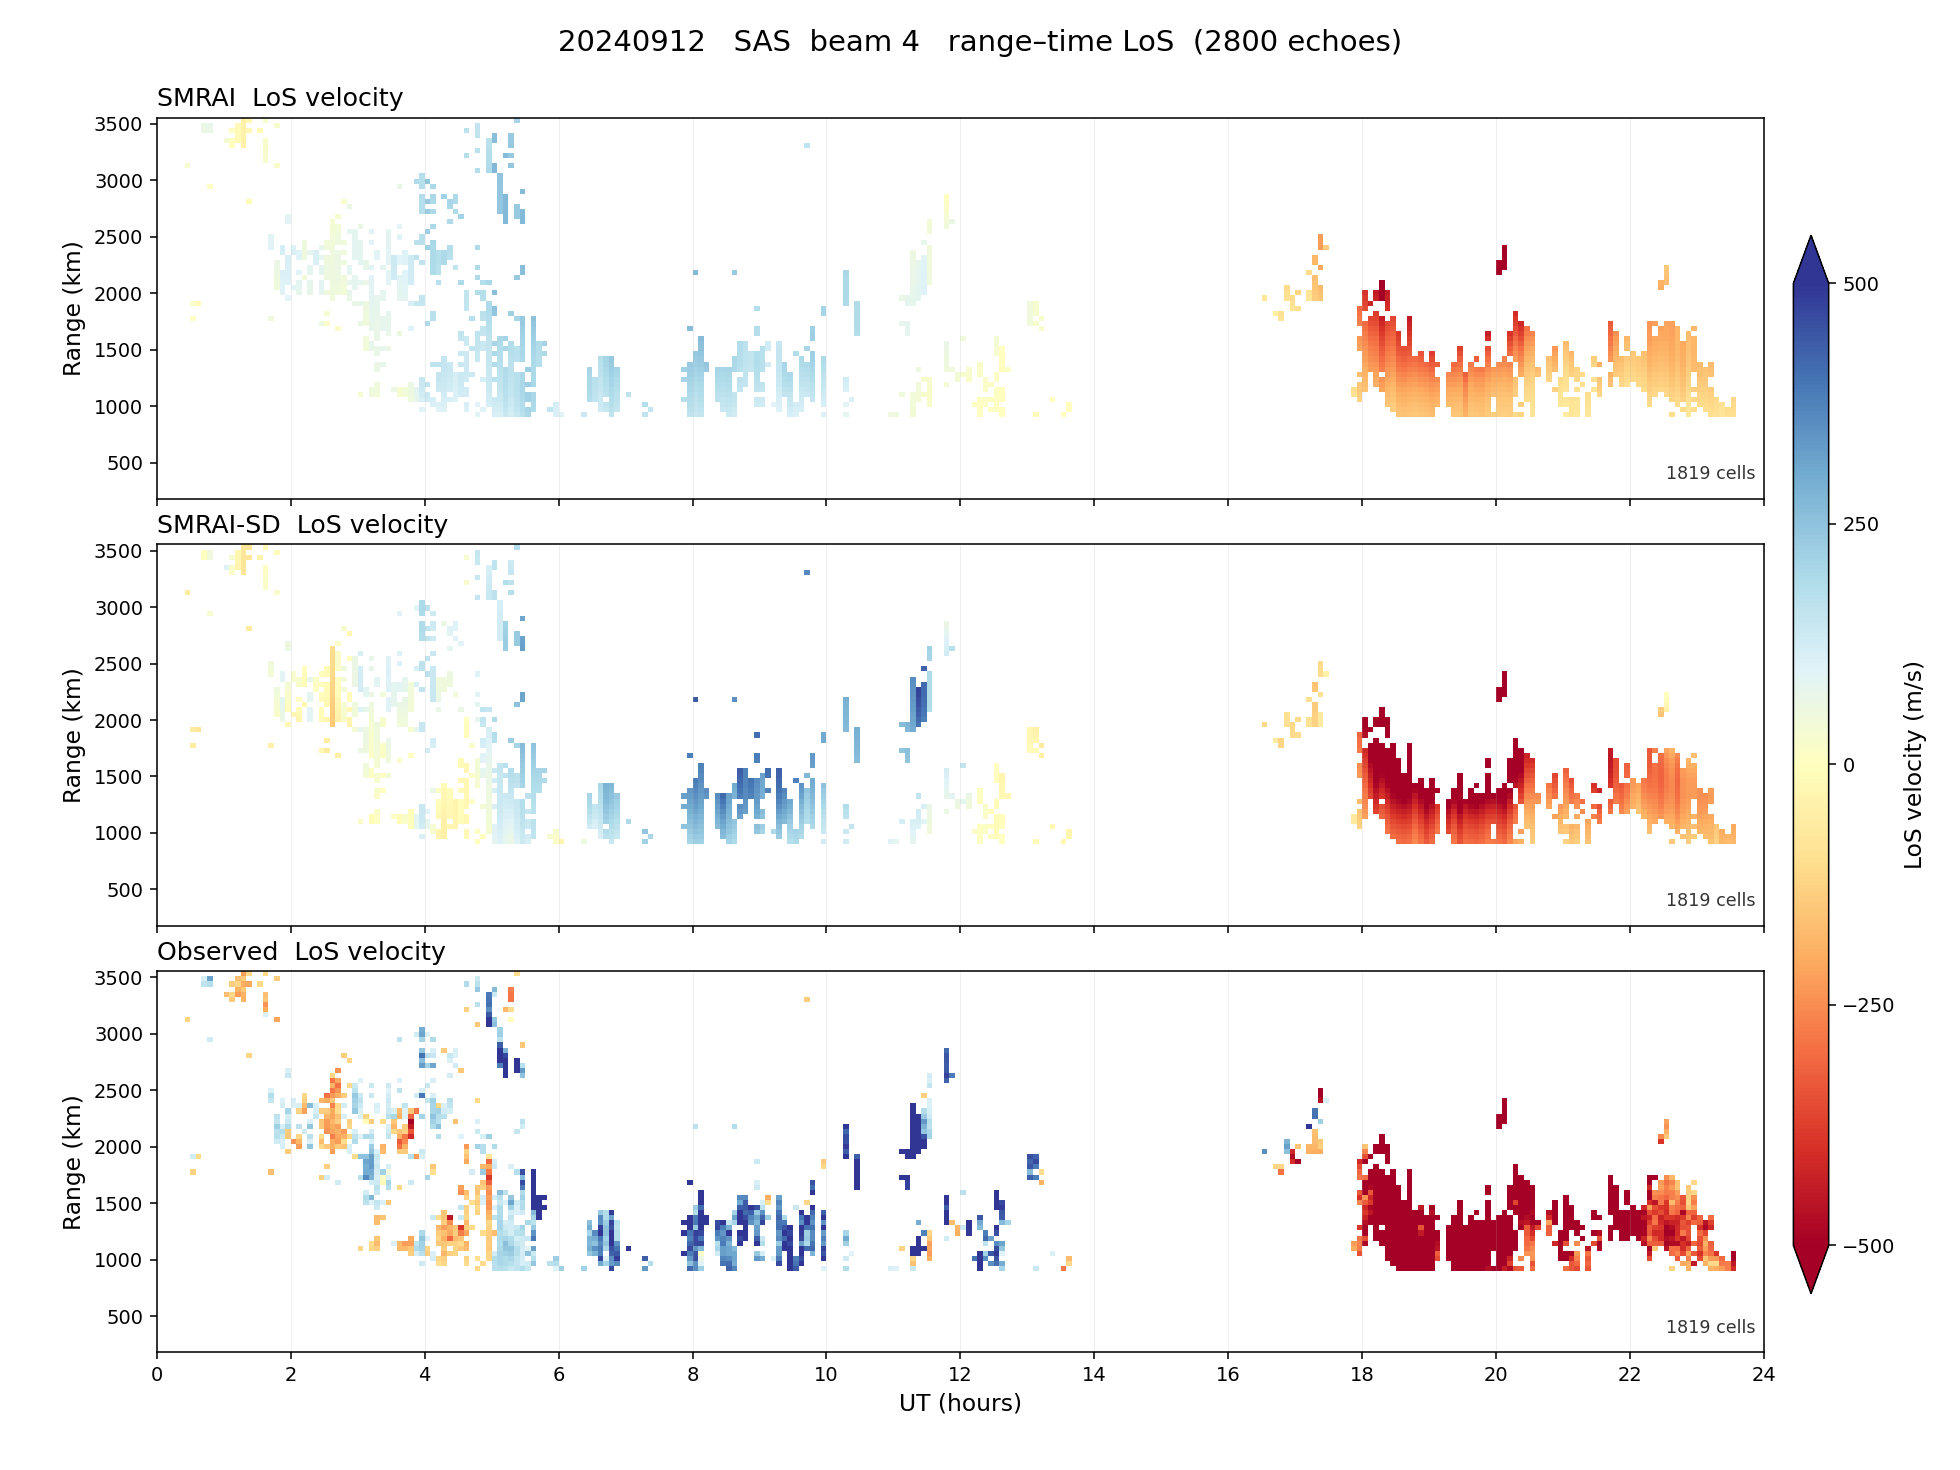 20240912   SAS  beam 4   range–time LoS  (2800 echoes)
SMRAI  LoS velocity
3500
3000
2500
2000
1500
1000
500
Range (km)
1819 cells
SMRAI-SD  LoS velocity
3500
3000
2500
2000
1500
1000
500
Range (km)
1819 cells
Observed  LoS velocity
3500
3000
2500
2000
1500
1000
500
Range (km)
1819 cells
0 2 4 6 8 10 12 14 16 18 20 22 24
UT (hours)
500
250
0
−250
−500
LoS velocity (m/s)